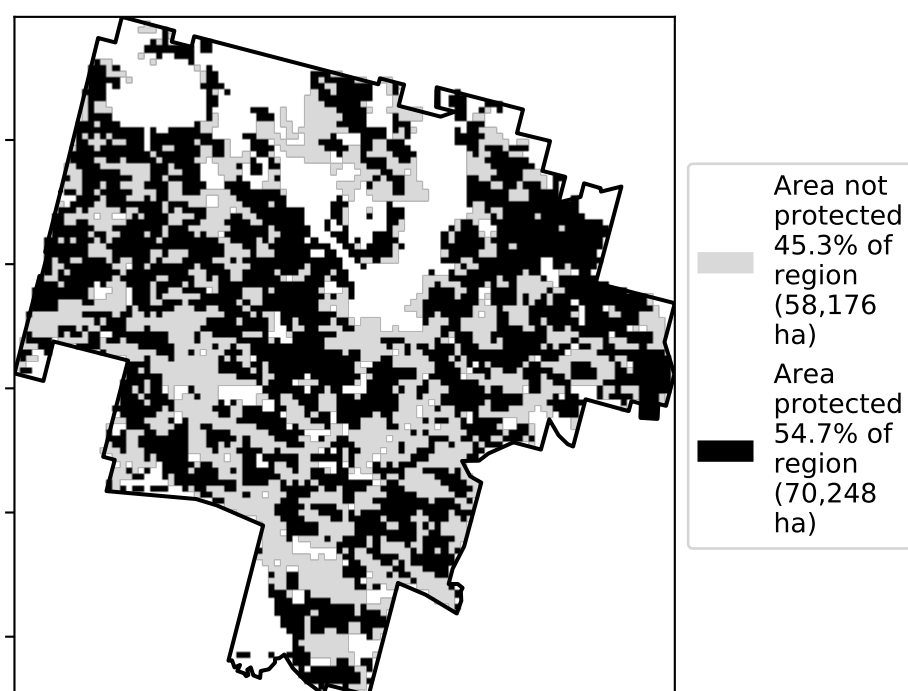 Area not
protected
45.3% of
region
(58,176
ha)
Area
protected
54.7% of
region
(70,248
ha)